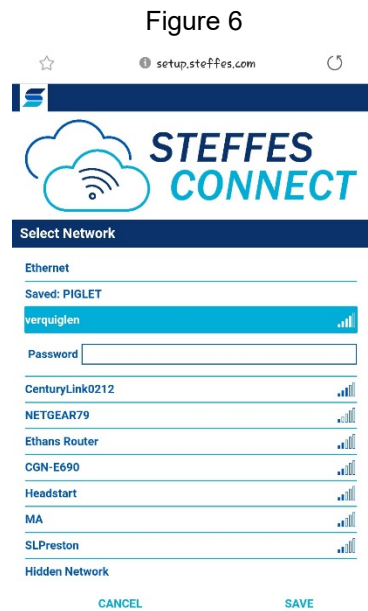 Figure 6
setup.steffes.com
STEFFES
CONNECT
Select Network
Ethernet
Saved: PIGLET
verquiglen
Password
CenturyLink0212
NETGEAR79
Ethans Router
CGN-E690
Headstart
MA
SLPreston
Hidden Network
CANCEL SAVE